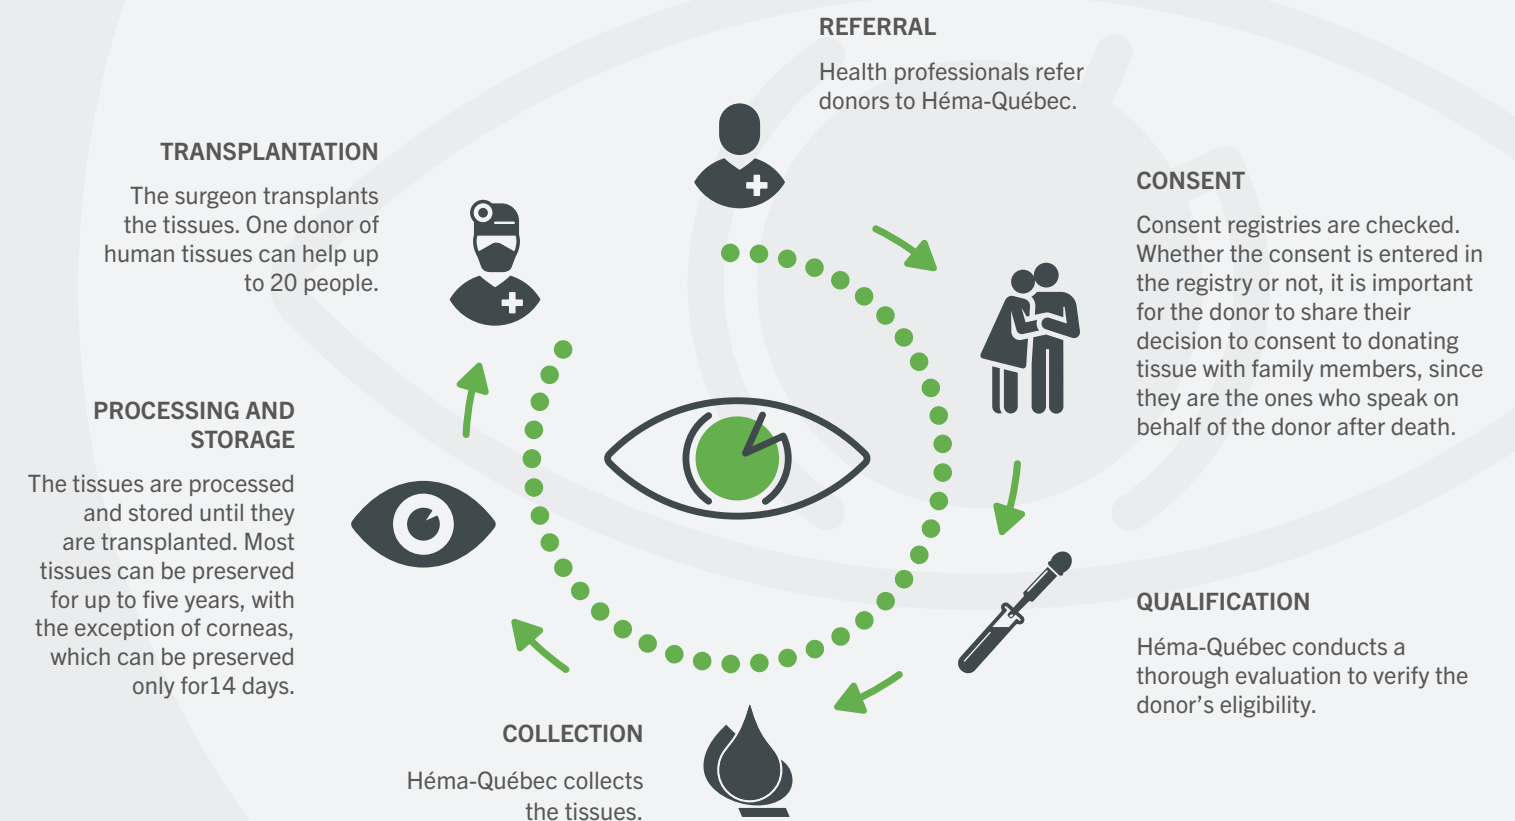 REFERRAL
Health professionals refer
donors to Héma-Québec.
CONSENT
Consent registries are checked.
Whether the consent is entered in
the registry or not, it is important
for the donor to share their
decision to consent to donating
tissue with family members, since
they are the ones who speak on
behalf of the donor after death.
QUALIFICATION
Héma-Québec conducts a
thorough evaluation to verify the
donor's eligibility.
COLLECTION
Héma-Québec collects
the tissues.
PROCESSING AND
STORAGE
The tissues are processed
and stored until they
are transplanted. Most
tissues can be preserved
for up to five years, with
the exception of corneas,
which can be preserved
only for14 days.
TRANSPLANTATION
The surgeon transplants
the tissues. One donor of
human tissues can help up
to 20 people.